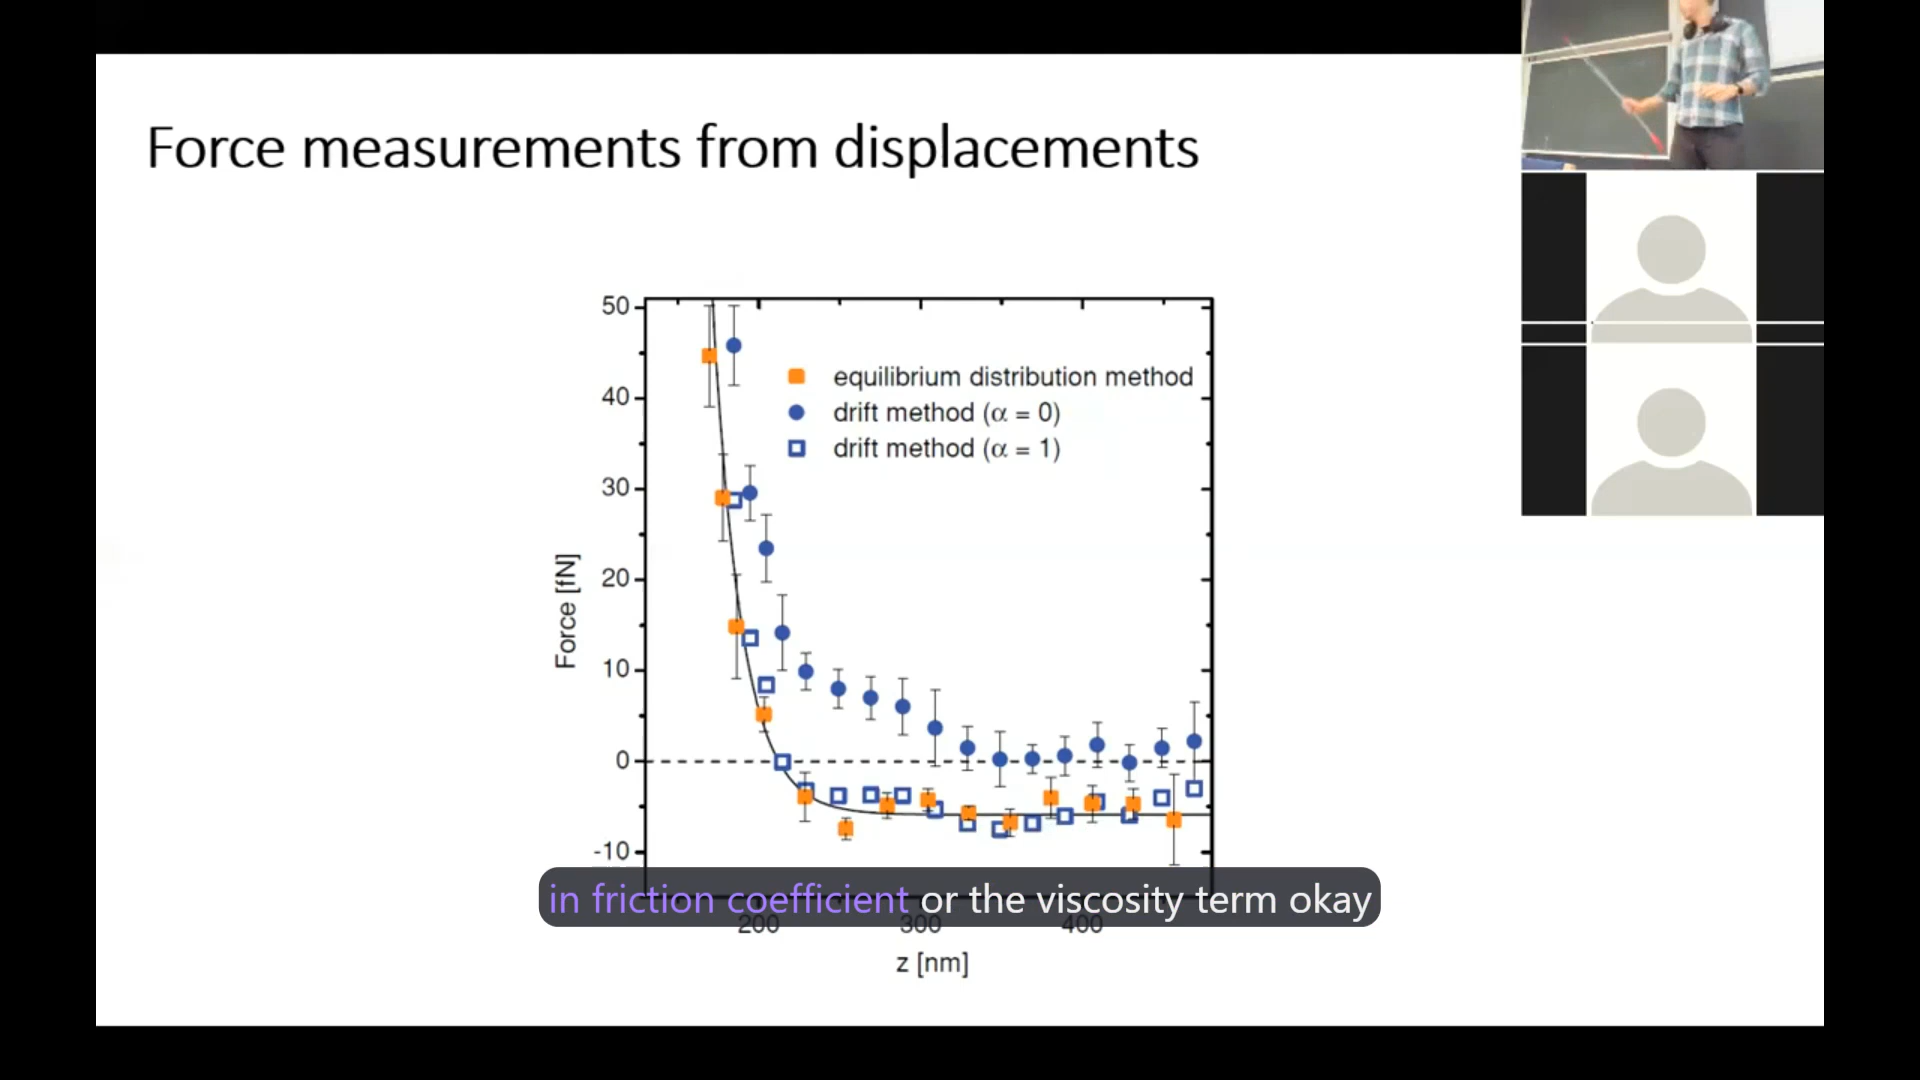 Force measurements from displacements
50
40
30
20
10
0
-10
Force [fN]
equilibrium distribution method
drift method (α = 0)
drift method (α = 1)
in friction coefficient or the viscosity term okay
200 300 400
z [nm]